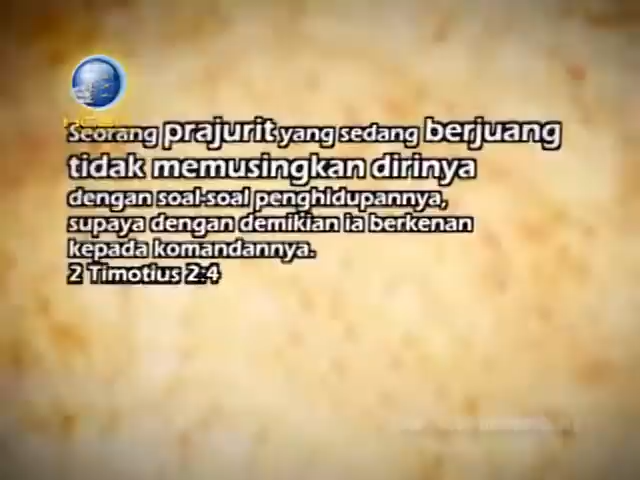 Seorang prajurit yang sedang berjuang
tidak memusingkan dirinya
dengan soal-soal penghidupannya,
supaya dengan demikian ia berkenan
kepada komandannya.
2 Timotius 2:4